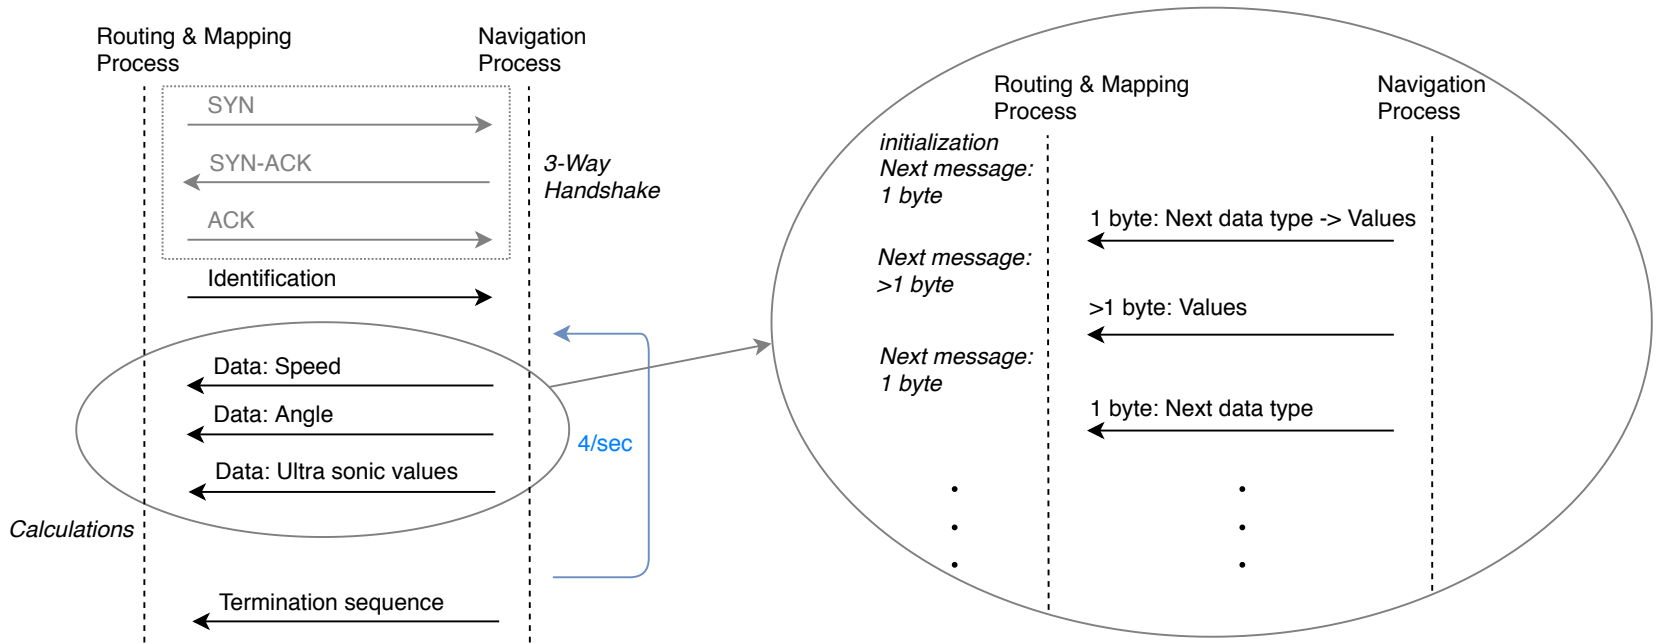 Routing & Mapping
Process
Navigation
Process
SYN
SYN-ACK
ACK
3-Way
Handshake
Identification
Data: Speed
Data: Angle
Data: Ultra sonic values
4/sec
Calculations
Termination sequence
Routing & Mapping
Process
Navigation
Process
initialization
Next message:
1 byte
1 byte: Next data type -> Values
Next message:
>1 byte
>1 byte: Values
Next message:
1 byte
1 byte: Next data type